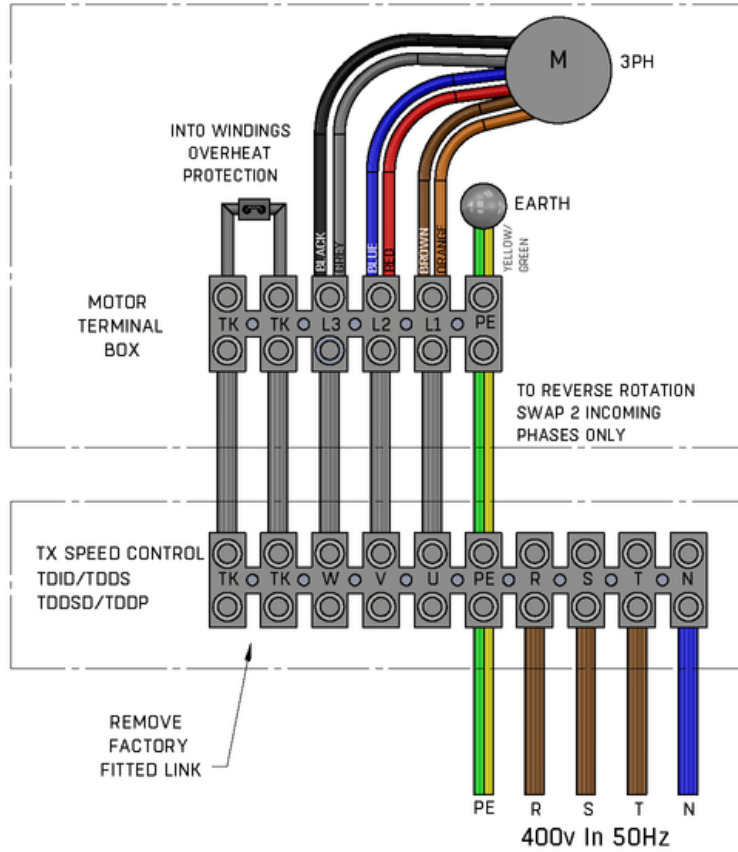 M
3PH
INTO WINDINGS
OVERHEAT
PROTECTION
EARTH
BLACK
GREY
BLUE
RED
BROWN
ORANGE
YELLOW/
GREEN
MOTOR
TERMINAL
BOX
TK TK L3 L2 L1 PE
TO REVERSE ROTATION
SWAP 2 INCOMING
PHASES ONLY
TX SPEED CONTROL
TDID/TDDS
TDDSD/TDDP
TK TK W V U PE R S T N
REMOVE
FACTORY
FITTED LINK
PE R S T N
400v In 50Hz